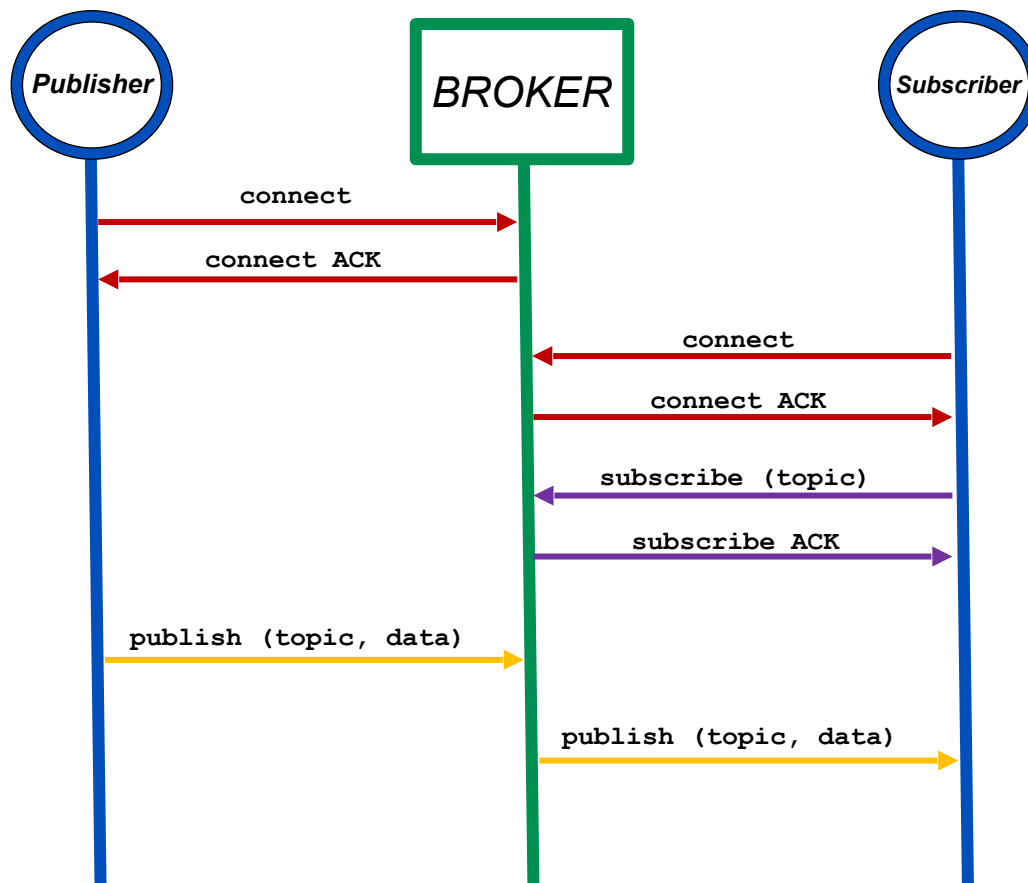 Publisher
BROKER
Subscriber
connect
connect ACK
connect
connect ACK
subscribe (topic)
subscribe ACK
publish (topic, data)
publish (topic, data)